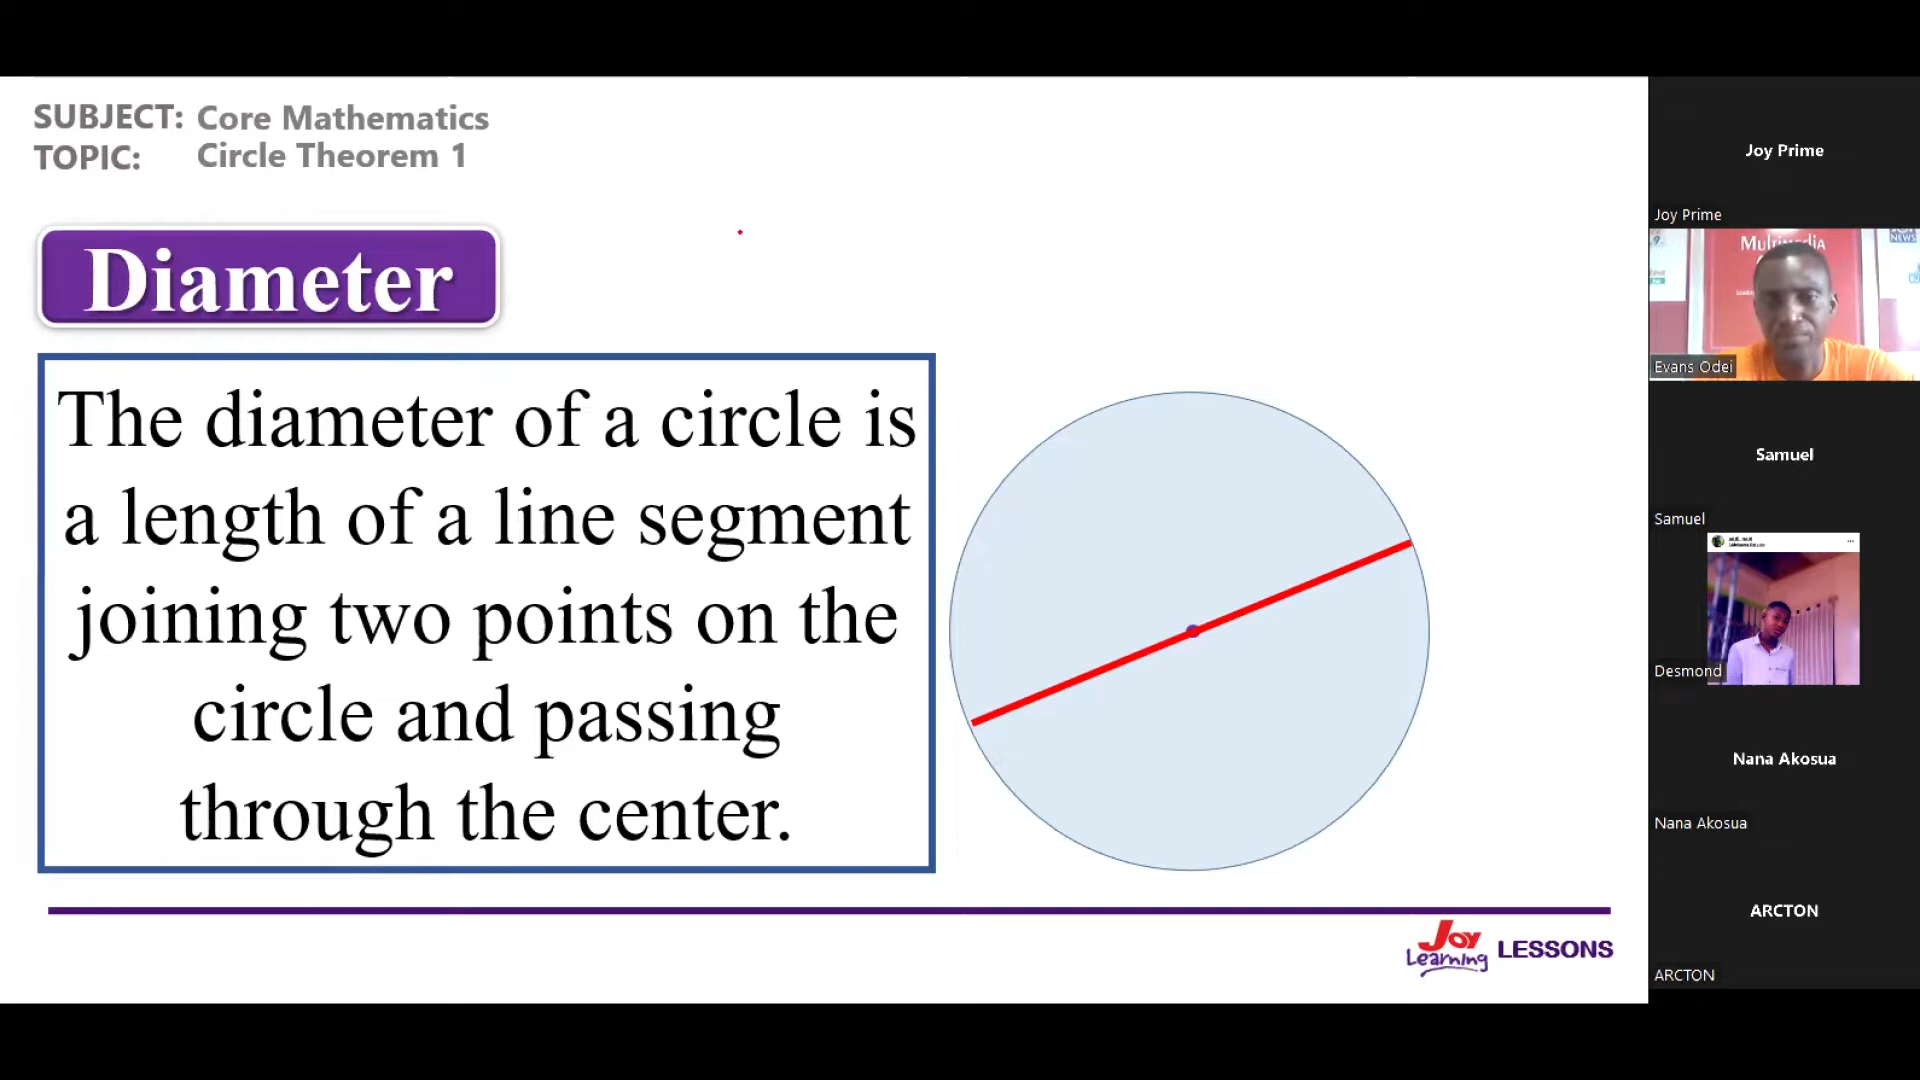 SUBJECT: Core Mathematics
TOPIC: Circle Theorem 1
Diameter
The diameter of a circle is
a length of a line segment
joining two points on the
circle and passing
through the center.
Joy Learning LESSONS
Joy Prime
Joy Prime
Multimedia
NEWS
Evans Odei
Samuel
Samuel
Desmond
Nana Akosua
Nana Akosua
ARCTON
ARCTON